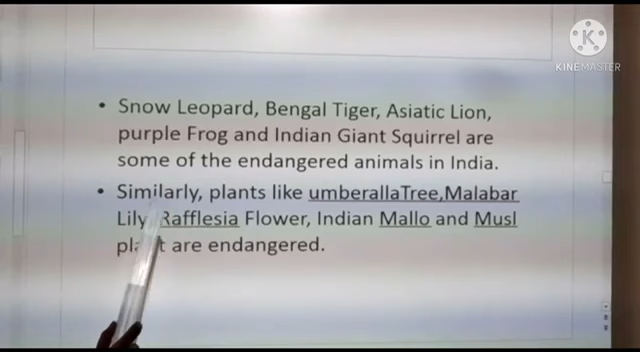 K
KINEMASTER
• Snow Leopard, Bengal Tiger, Asiatic Lion,
purple Frog and Indian Giant Squirrel are
some of the endangered animals in India.
• Similarly, plants like umberallaTree,Malabar
Lily Rafflesia Flower, Indian Mallo and Musl
plant are endangered.